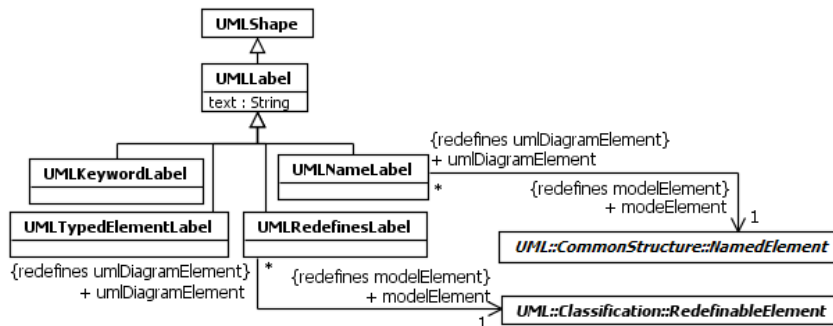 UMLShape
UMLLabel
text : String
{redefines umlDiagramElement}
+ umlDiagramElement
UMLKeywordLabel
UMLNameLabel
*
{redefines modelElement}
+ modeElement
1
UMLTypedElementLabel
UMLRedefinesLabel
UML::CommonStructure::NamedElement
{redefines umlDiagramElement}
+ umlDiagramElement
*
{redefines modelElement}
+ modelElement
1
UML::Classification::RedefinableElement